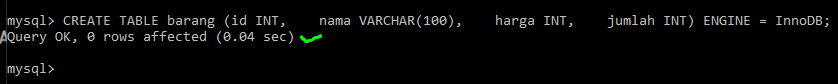 mysql> CREATE TABLE barang (id INT,    nama VARCHAR(100),    harga INT,    jumlah INT) ENGINE = InnoDB;
Query OK, 0 rows affected (0.04 sec)
mysql>